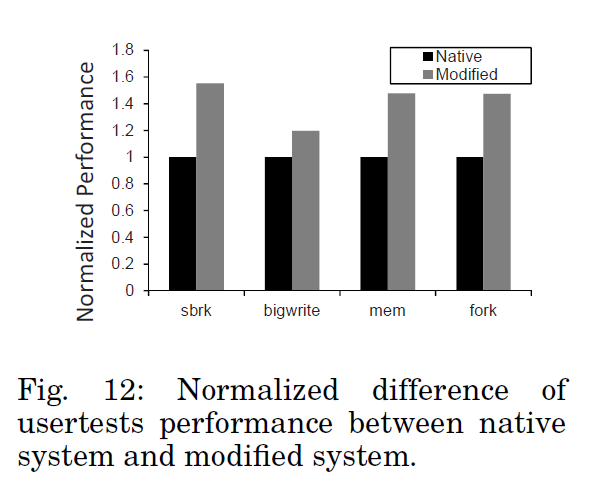 1.8
1.6
1.4
1.2
1
0.8
0.6
0.4
0.2
0
Normalized Performance
Native
Modified
sbrk bigwrite mem fork
Fig. 12: Normalized difference of
usertests performance between native
system and modified system.